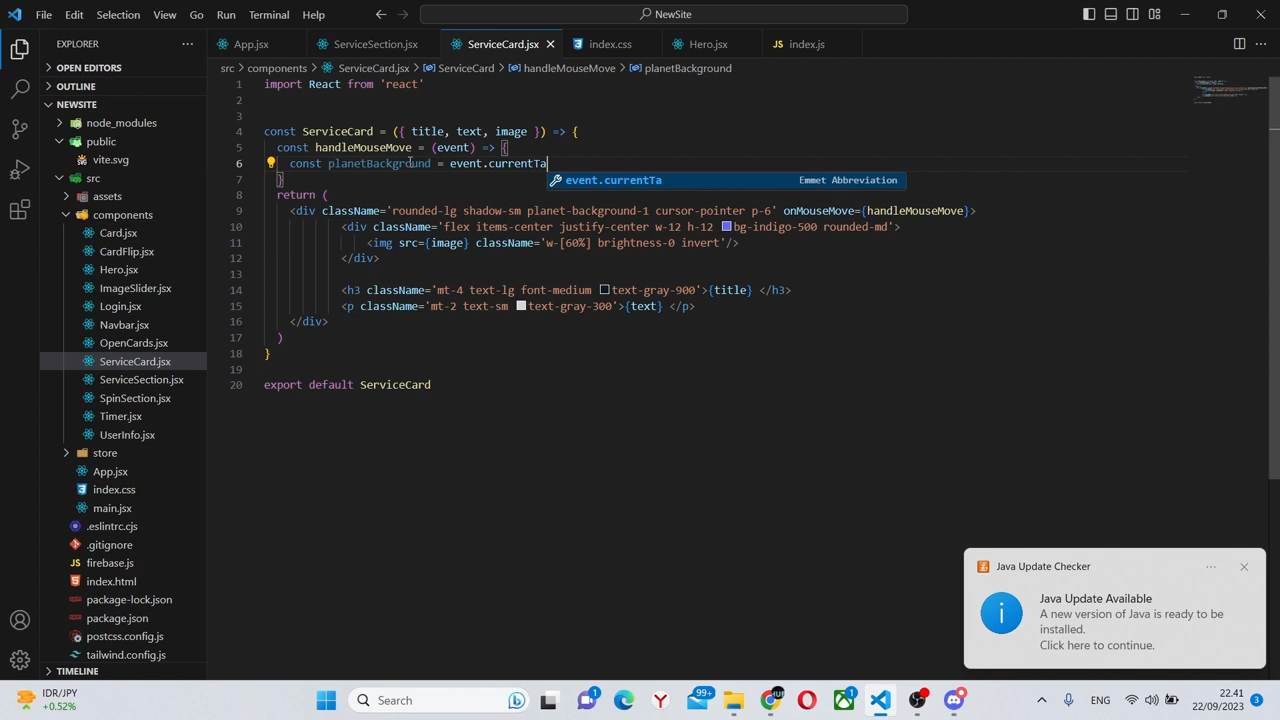 File Edit Selection View Go Run Terminal Help
NewSite
EXPLORER
App.jsx ServiceSection.jsx ServiceCard.jsx index.css Hero.jsx index.js
OPEN EDITORS
OUTLINE
NEWSITE
node_modules
public
vite.svg
src
assets
components
Card.jsx
CardFlip.jsx
Hero.jsx
ImageSlider.jsx
Login.jsx
Navbar.jsx
OpenCards.jsx
ServiceCard.jsx
ServiceSection.jsx
SpinSection.jsx
Timer.jsx
UserInfo.jsx
store
App.jsx
index.css
main.jsx
.eslintrc.cjs
.gitignore
firebase.js
index.html
package-lock.json
package.json
postcss.config.js
tailwind.config.js
TIMELINE
src > components > ServiceCard.jsx > ServiceCard > handleMouseMove > planetBackground
1 import React from 'react'
2
3
4 const ServiceCard = ({ title, text, image }) => {
5 const handleMouseMove = (event) => {
6 const planetBackground = event.currentTa
event.currentTa Emmet Abbreviation
7 }
8 return (
9 <div className='rounded-lg shadow-sm planet-background-1 cursor-pointer p-6' onMouseMove={handleMouseMove}>
10 <div className='flex items-center justify-center w-12 h-12 bg-indigo-500 rounded-md'>
11 <img src={image} className='w-[60%] brightness-0 invert'/>
12 </div>
13
14 <h3 className='mt-4 text-lg font-medium text-gray-900'>{title} </h3>
15 <p className='mt-2 text-sm text-gray-300'>{text} </p>
16 </div>
17 )
18 }
19
20 export default ServiceCard
Java Update Checker
Java Update Available
A new version of Java is ready to be
installed.
Click here to continue.
IDR/JPY
+0.52%
Search
1
99+
1
ENG
22.41
22/09/2023
3